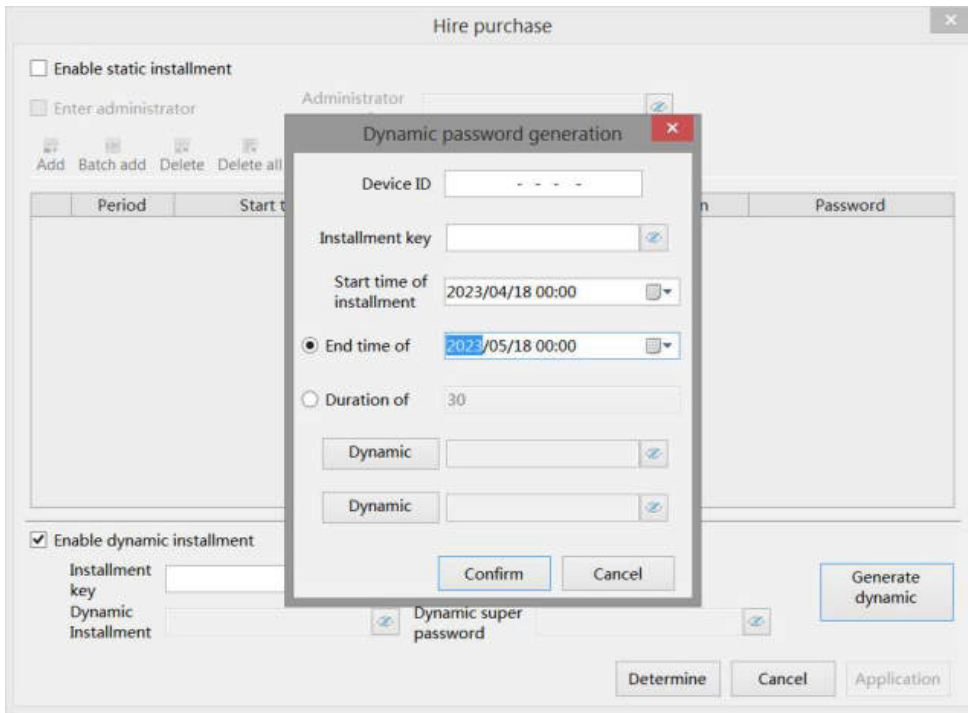 Hire purchase
Enable static installment
Enter administrator
Administrator
Add Batch add Delete Delete all
Period Start t n Password
Dynamic password generation
Device ID - - - -
Installment key
Start time of
installment
2023/04/18 00:00
End time of 2023/05/18 00:00
Duration of 30
Dynamic
Dynamic
Confirm Cancel
Enable dynamic installment
Installment
key
Dynamic
Installment
Dynamic super
password
Generate
dynamic
Determine Cancel Application